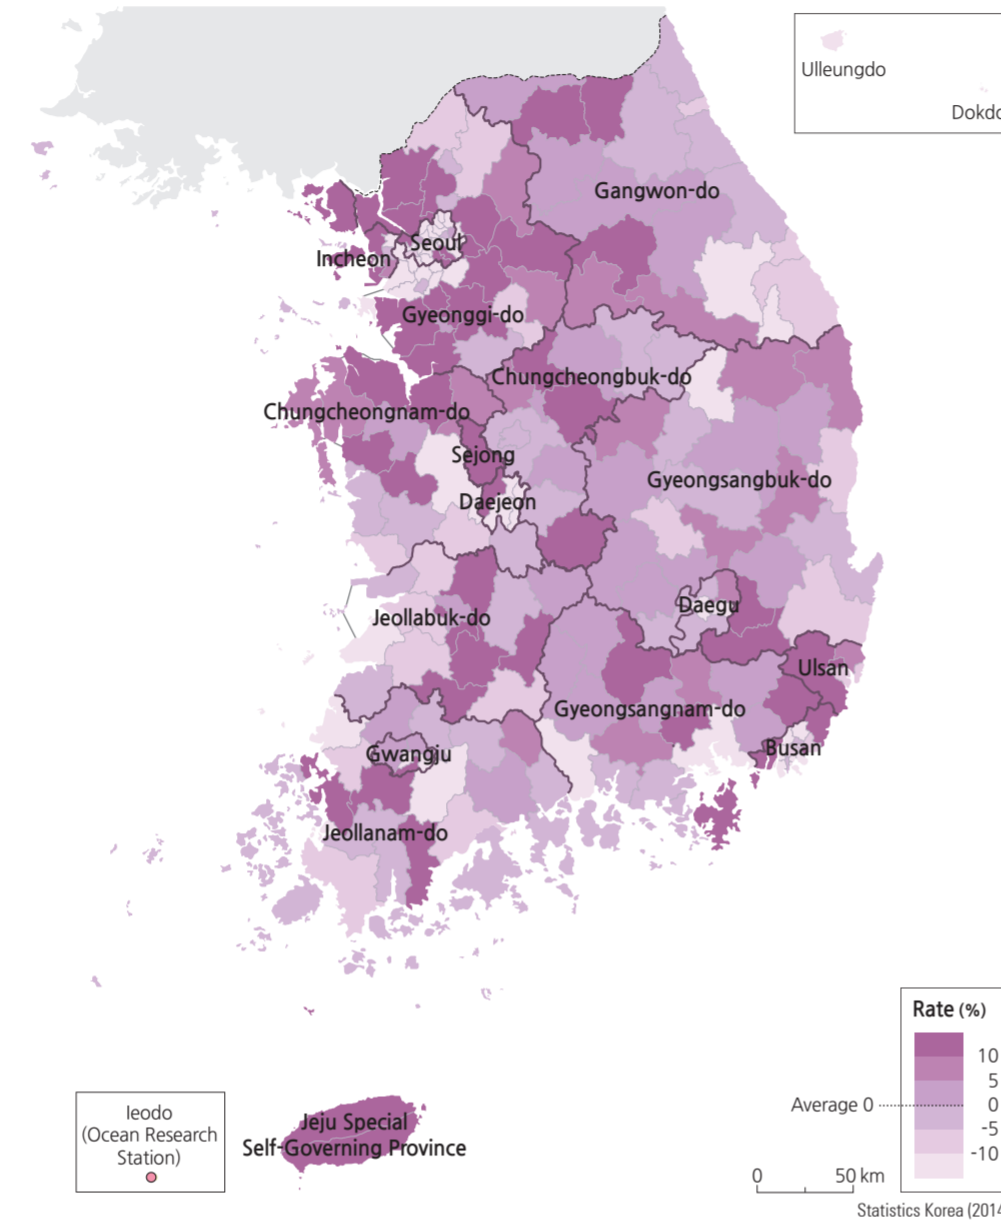 Ulleungdo
Dokdo
Gangwon-do
Seoul
Incheon
Gyeonggi-do
Chungcheongbuk-do
Chungcheongnam-do
Sejong
Gyeongsangbuk-do
Daejeon
Daegu
Jeollabuk-do
Ulsan
Gyeongsangnam-do
Busan
Gwangju
Jeollanam-do
Rate (%)
10
5
Average 0
0
-5
-10
Ieodo
(Ocean Research
Station)
Jeju Special
Self-Governing Province
0
50 km
Statistics Korea (2014